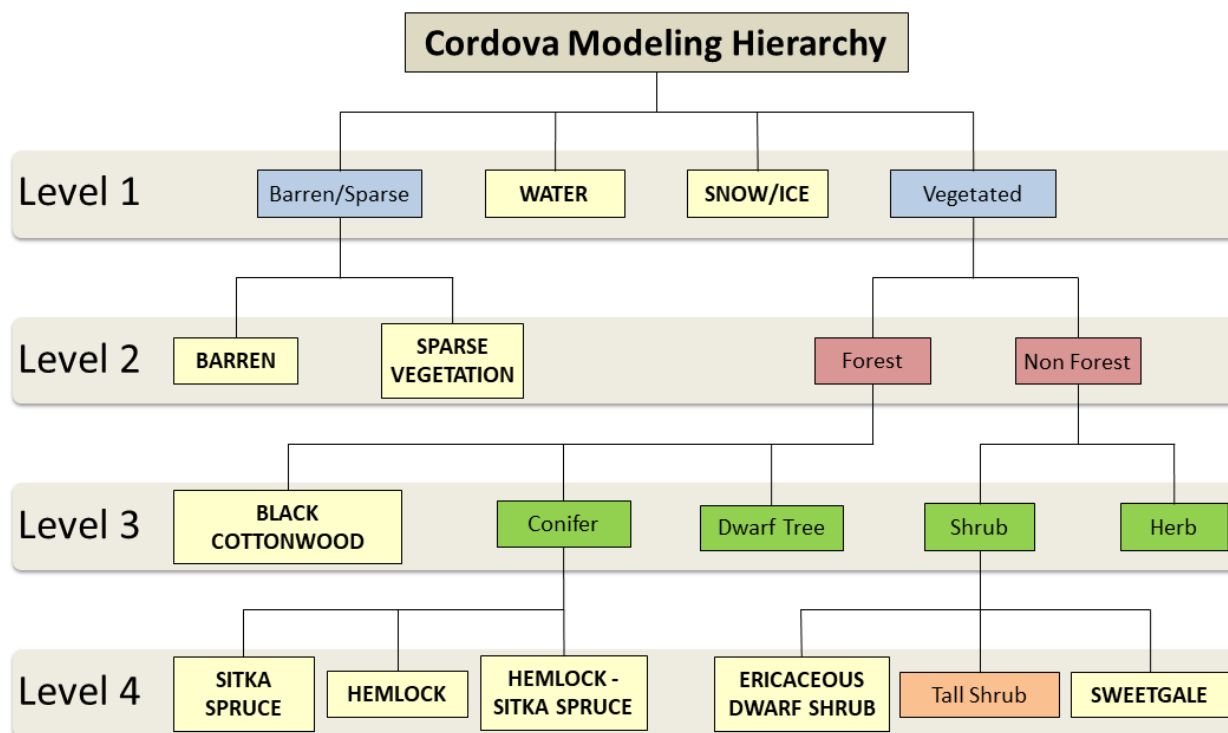 Cordova Modeling Hierarchy
Level 1
Barren/Sparse
WATER
SNOW/ICE
Vegetated
Level 2
BARREN
SPARSE
VEGETATION
Forest
Non Forest
Level 3
BLACK
COTTONWOOD
Conifer
Dwarf Tree
Shrub
Herb
Level 4
SITKA
SPRUCE
HEMLOCK
HEMLOCK -
SITKA SPRUCE
ERICACEOUS
DWARF SHRUB
Tall Shrub
SWEETGALE